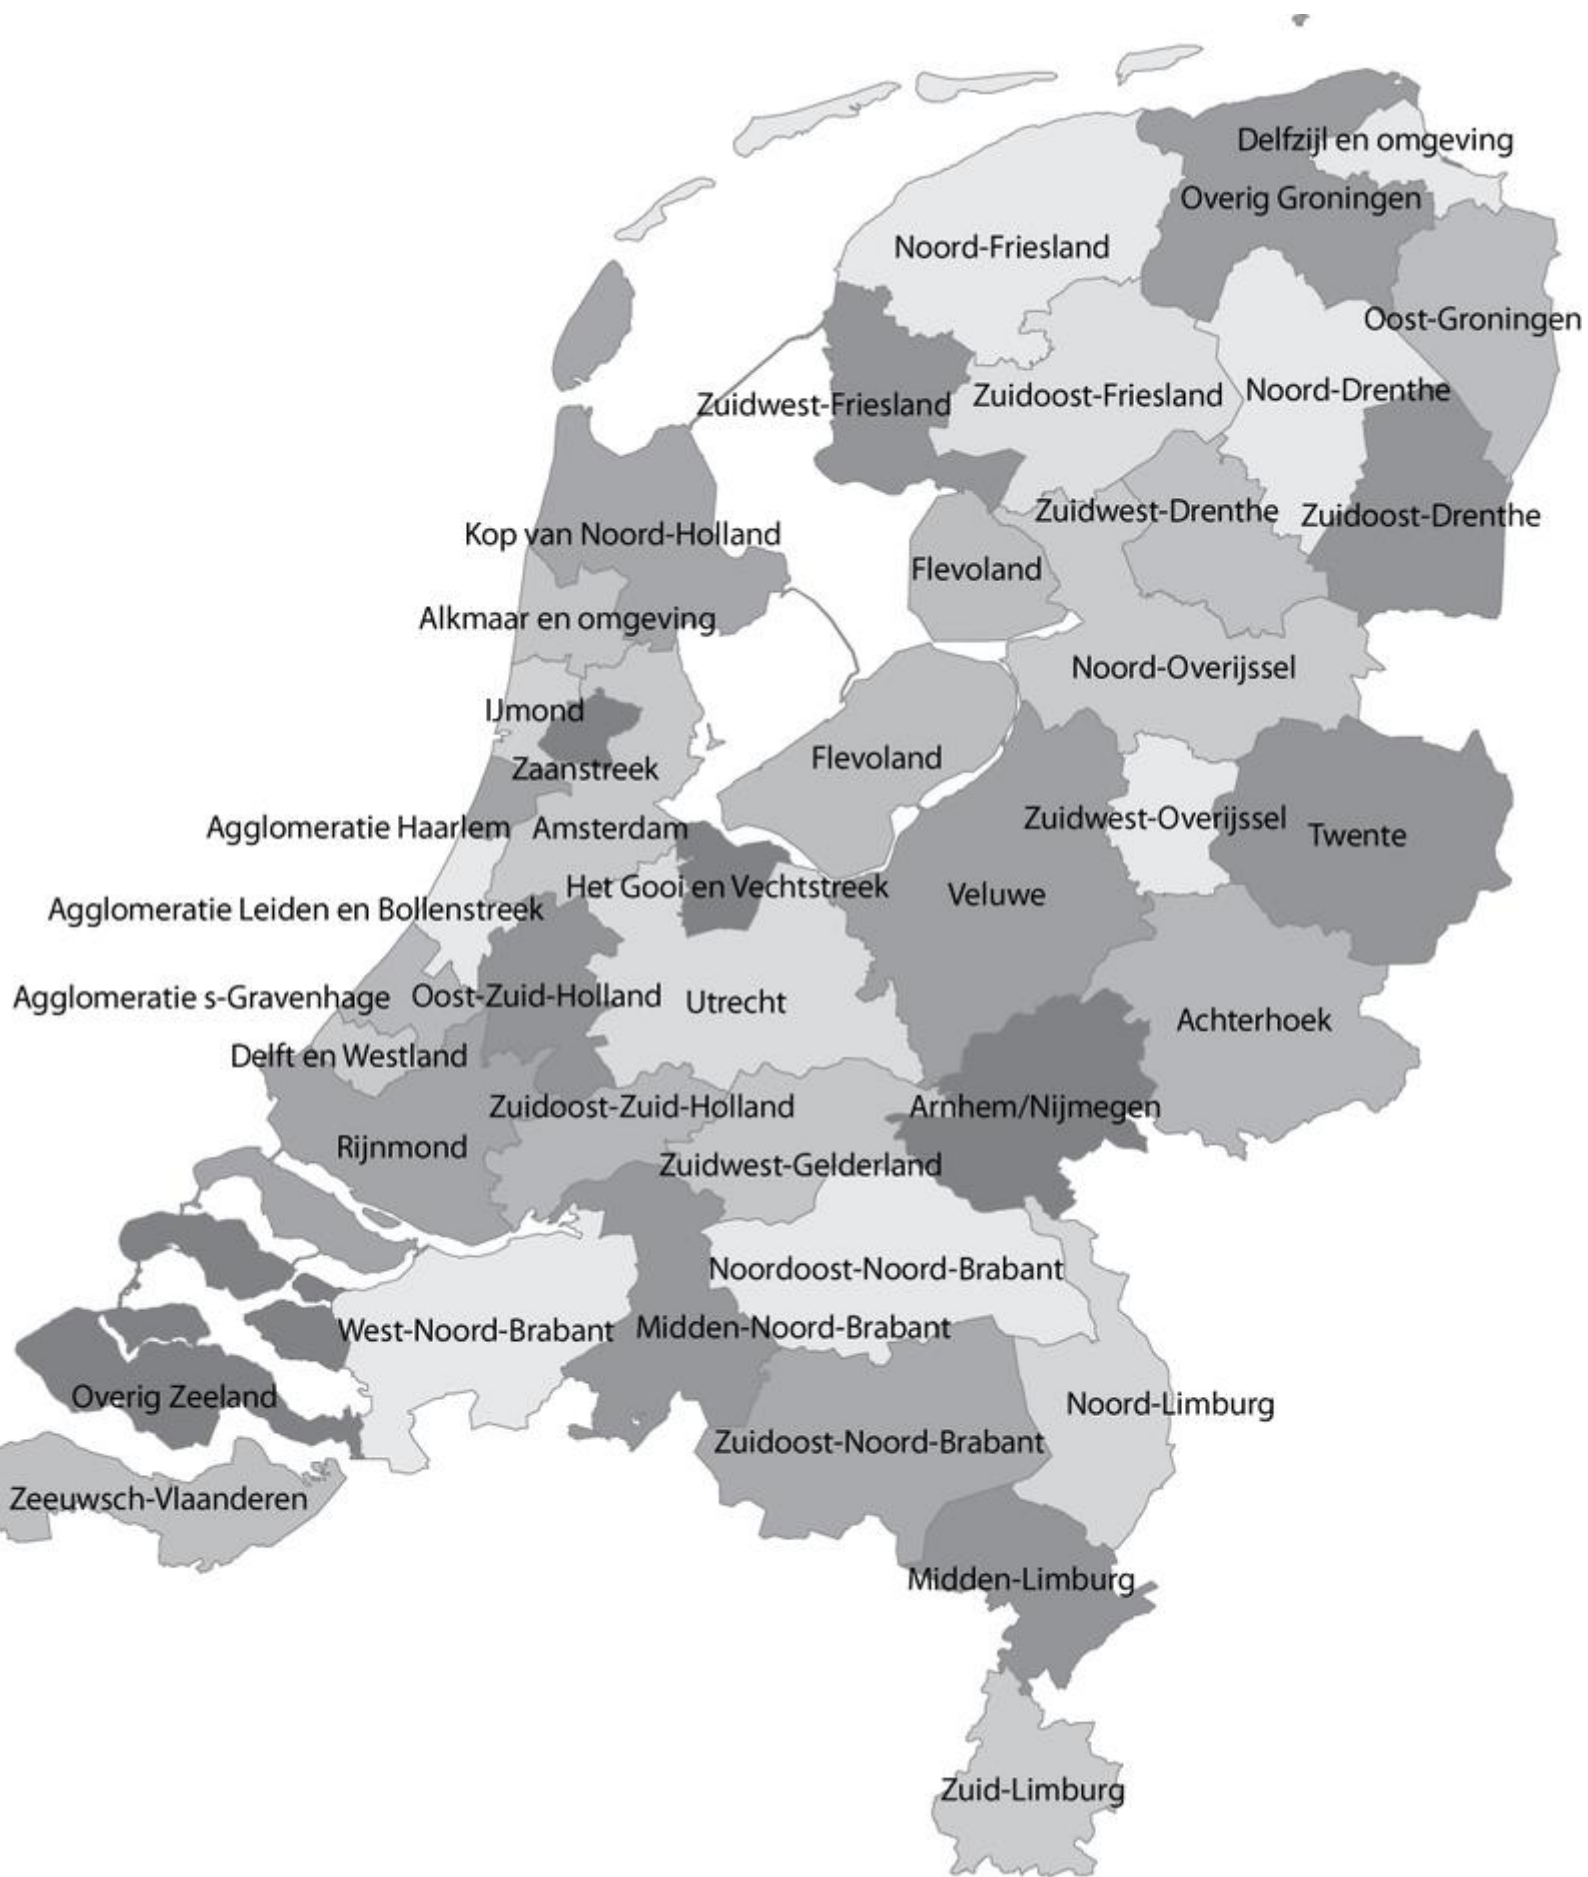 Delfzijl en omgeving
Overig Groningen
Noord-Friesland
Oost-Groningen
Noord-Drenthe
Zuidoost-Friesland
Zuidwest-Friesland
Zuidwest-Drenthe
Zuidoost-Drenthe
Kop van Noord-Holland
Flevoland
Alkmaar en omgeving
Noord-Overijssel
IJmond
Flevoland
Zaanstreek
Zuidwest-Overijssel
Agglomeratie Haarlem
Amsterdam
Twente
Het Gooi en Vechtstreek
Veluwe
Agglomeratie Leiden en Bollenstreek
Agglomeratie s-Gravenhage
Oost-Zuid-Holland
Utrecht
Achterhoek
Delft en Westland
Zuidoost-Zuid-Holland
Arnhem/Nijmegen
Rijnmond
Zuidwest-Gelderland
Noordoost-Noord-Brabant
West-Noord-Brabant
Midden-Noord-Brabant
Overig Zeeland
Noord-Limburg
Zuidoost-Noord-Brabant
Zeeuwsch-Vlaanderen
Midden-Limburg
Zuid-Limburg